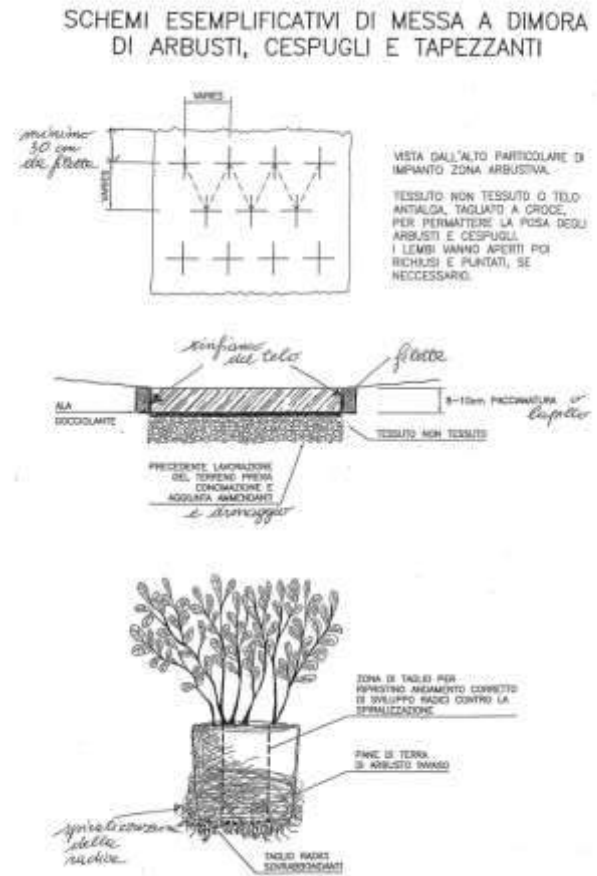 SCHEMI ESEMPLIFICATIVI DI MESSA A DIMORA
DI ARBUSTI, CESPUGLI E TAPEZZANTI
VARIES
minimo
30 cm
da filetta
VARIES
VISTA DALL'ALTO PARTICOLARE DI
IMPIANTO ZONA ARBUSTIVA.
TESSUTO NON TESSUTO O TELO
ANTIALGA, TAGLIATO A CROCE,
PER PERMETTERE LA POSA DEGLI
ARBUSTI E CESPUGLI.
I LEMBI VANNO APERTI POI
RICHIUSI E PUNTATI, SE
NECCESSARIO.
rinfianco
del telo
filetta
ALA
GOCCIOLANTE
8-10cm PACCIAMATURA o
lapillo
TESSUTO NON TESSUTO
PRECEDENTE LAVORAZIONE
DEL TERRENO PREVIA
CONCIMAZIONE E
AGGIUNTA AMMENDANTI
e drenaggio
ZONA DI TAGLIO PER
RIPRISTINO ANDAMENTO CORRETTO
DI SVILUPPO RADICI CONTRO LA
SPIRALIZZAZIONE
PANE DI TERRA
DI ARBUSTO INVASO
spiralizzazione
della
radice
TAGLIO RADICI
SOVRABBONDANTI